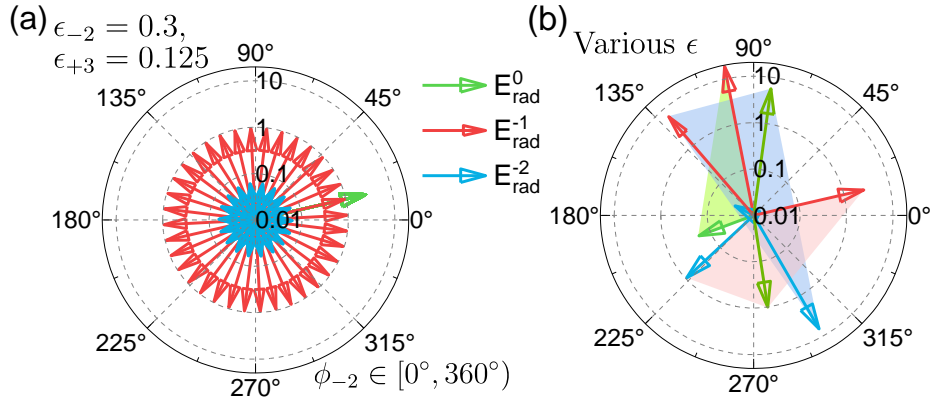 (a)
ϵ₋₂ = 0.3,
ϵ₊₃ = 0.125
90°
10
135°
45°
1
0.1
180°
0.01
0°
225°
315°
270°
ϕ₋₂ ∈ [0°, 360°)
E⁰rad
E⁻¹rad
E⁻²rad
(b)
Various ϵ
90°
10
135°
45°
1
0.1
180°
0.01
0°
225°
315°
270°